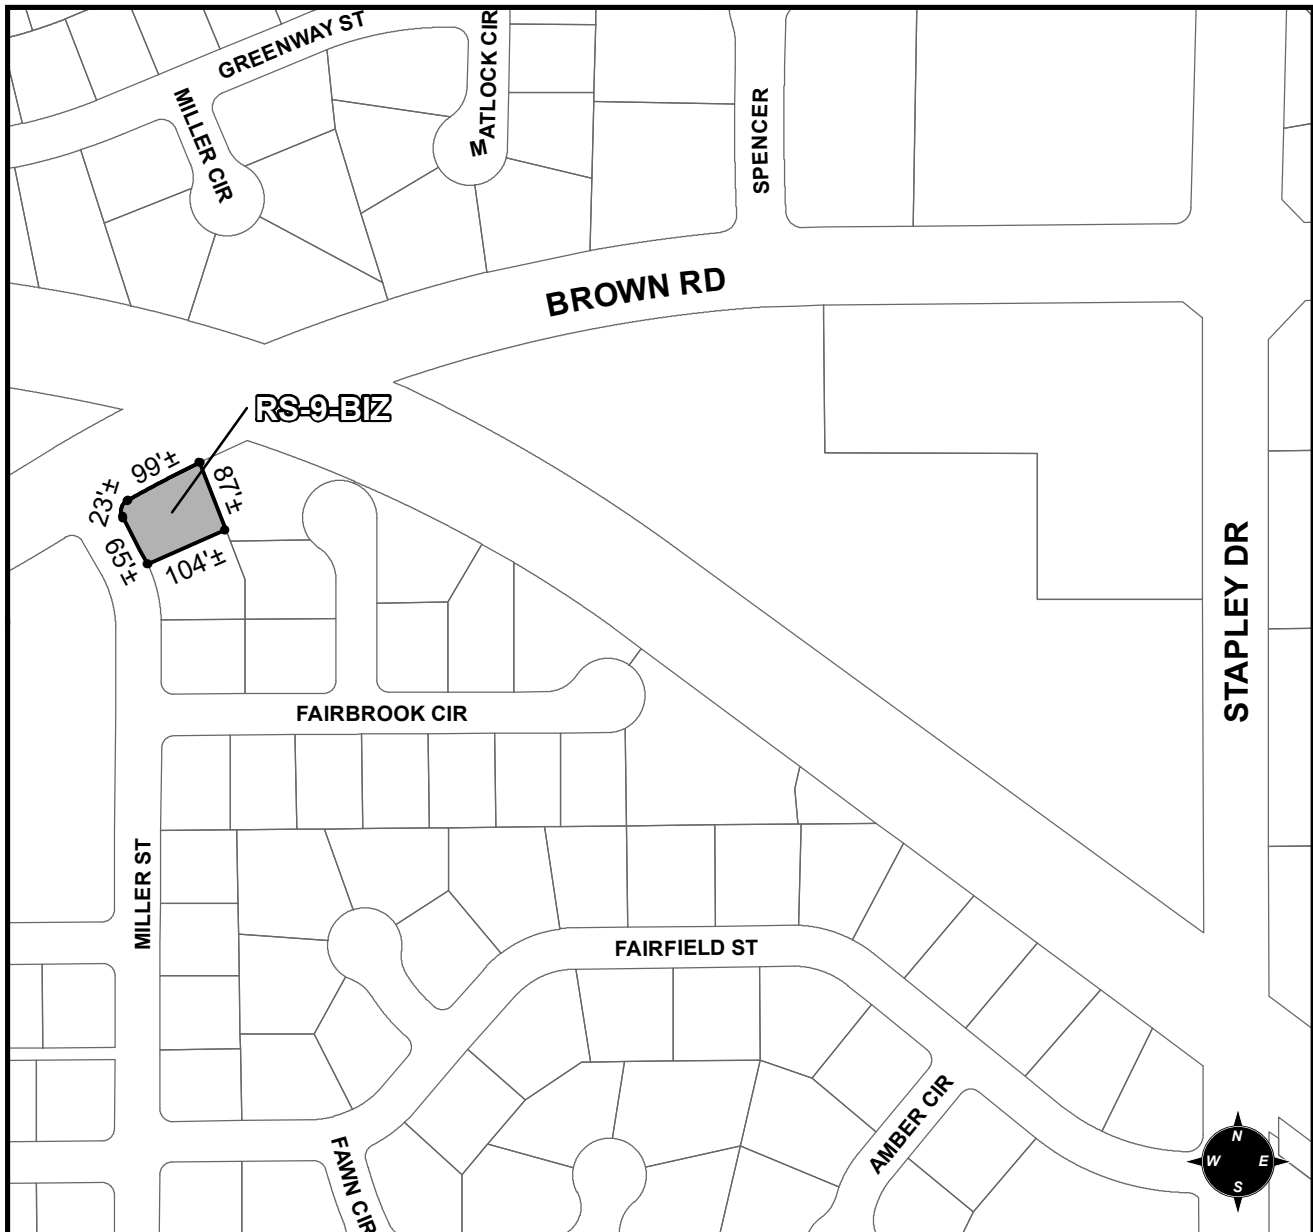 GREENWAY ST
MATLOCK CIR
MILLER CIR
SPENCER
BROWN RD
RS-9-BIZ
99'±
87'±
23'±
65'±
104'±
STAPLEY DR
FAIRBROOK CIR
MILLER ST
FAIRFIELD ST
AMBER CIR
FAWN CIR
N
W E
S